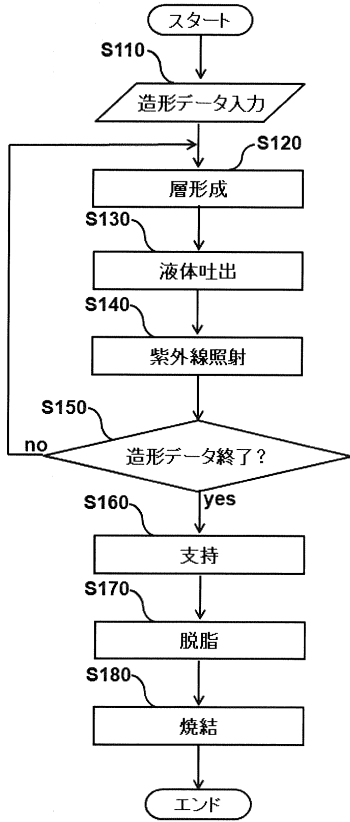 スタート
S110
造形データ入力
S120
層形成
S130
液体吐出
S140
紫外線照射
S150
造形データ終了？
no
yes
S160
支持
S170
脱脂
S180
焼結
エンド